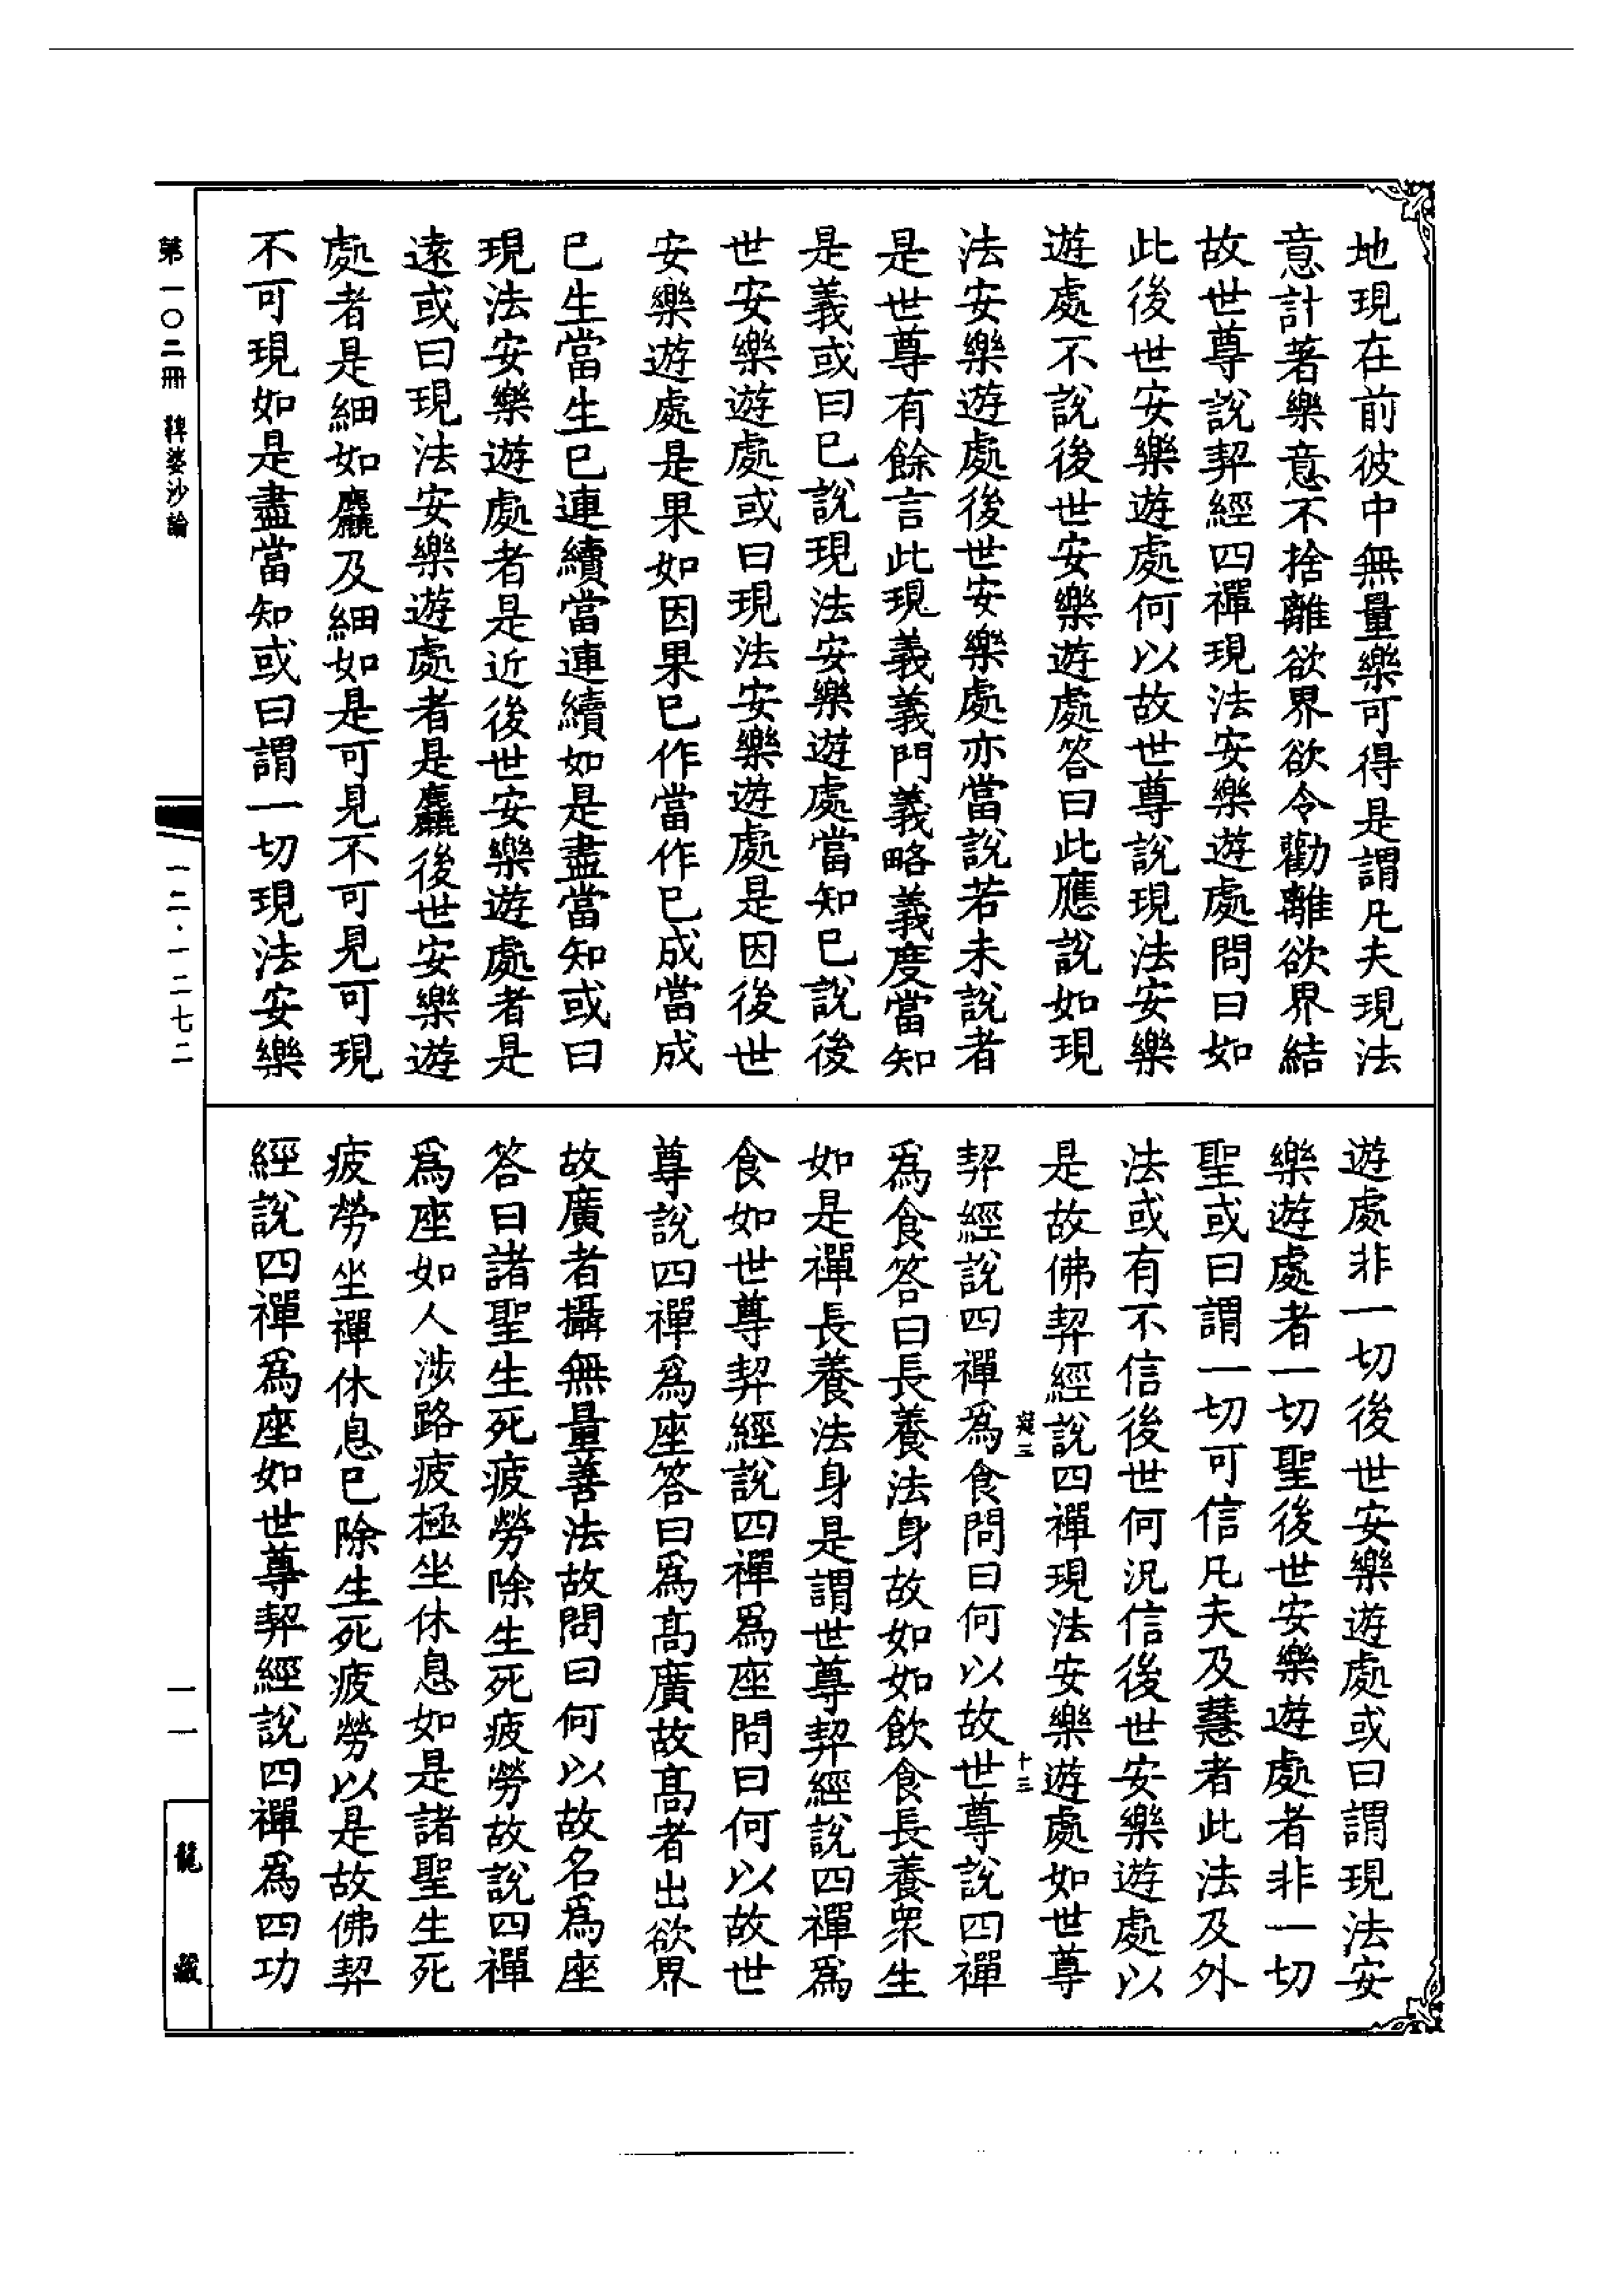 地現在前彼中無量樂可得是謂凡夫現法
意計著樂意不捨離欲界欲令勸離欲界結
故世尊說契經四禪現法安樂遊處問曰如
此後世安樂遊處何以故世尊說現法安樂
遊處不說後世安樂遊處答曰此應說如現
法安樂遊處後世安樂處亦當說若未說者
是世尊有餘言此現義義門義略義度當知
是義或曰已說現法安樂遊處當知已說後
世安樂遊處或曰現法安樂遊處是因後世
安樂遊處是果如因果已作當作已成當成
已生當生已連續當連續如是盡當知或曰
現法安樂遊處者是近後世安樂遊處者是
遠或曰現法安樂遊處者是麤後世安樂遊
處者是細如麤及細如是可見不可見可現
不可現如是盡當知或曰謂一切現法安樂
遊處非一切後世安樂遊處或曰謂現法安
樂遊處者一切聖後世安樂遊處者非一切
聖或曰謂一切可信凡夫及慧者此法及外
法或有不信後世何況信後世安樂遊處以
是故佛契經說四禪現法安樂遊處如世尊
契經說四禪為食問曰何以故世尊說四禪
為食答曰長養法身故如如飲食長養眾生
如是禪長養法身是謂世尊契經說四禪為
食如世尊契經說四禪為座問曰何以故世
尊說四禪為座答曰為高廣故高者出欲界
故廣者攝無量善法故問曰何以故名為座
答曰諸聖生死疲勞除生死疲勞故說四禪
為座如人涉路疲極坐休息如是諸聖生死
疲勞坐禪休息已除生死疲勞以是故佛契
經說四禪為座如世尊契經說四禪為四功
第一〇二冊 鞞婆沙論
一二·一二七二
一一
龍藏
十三